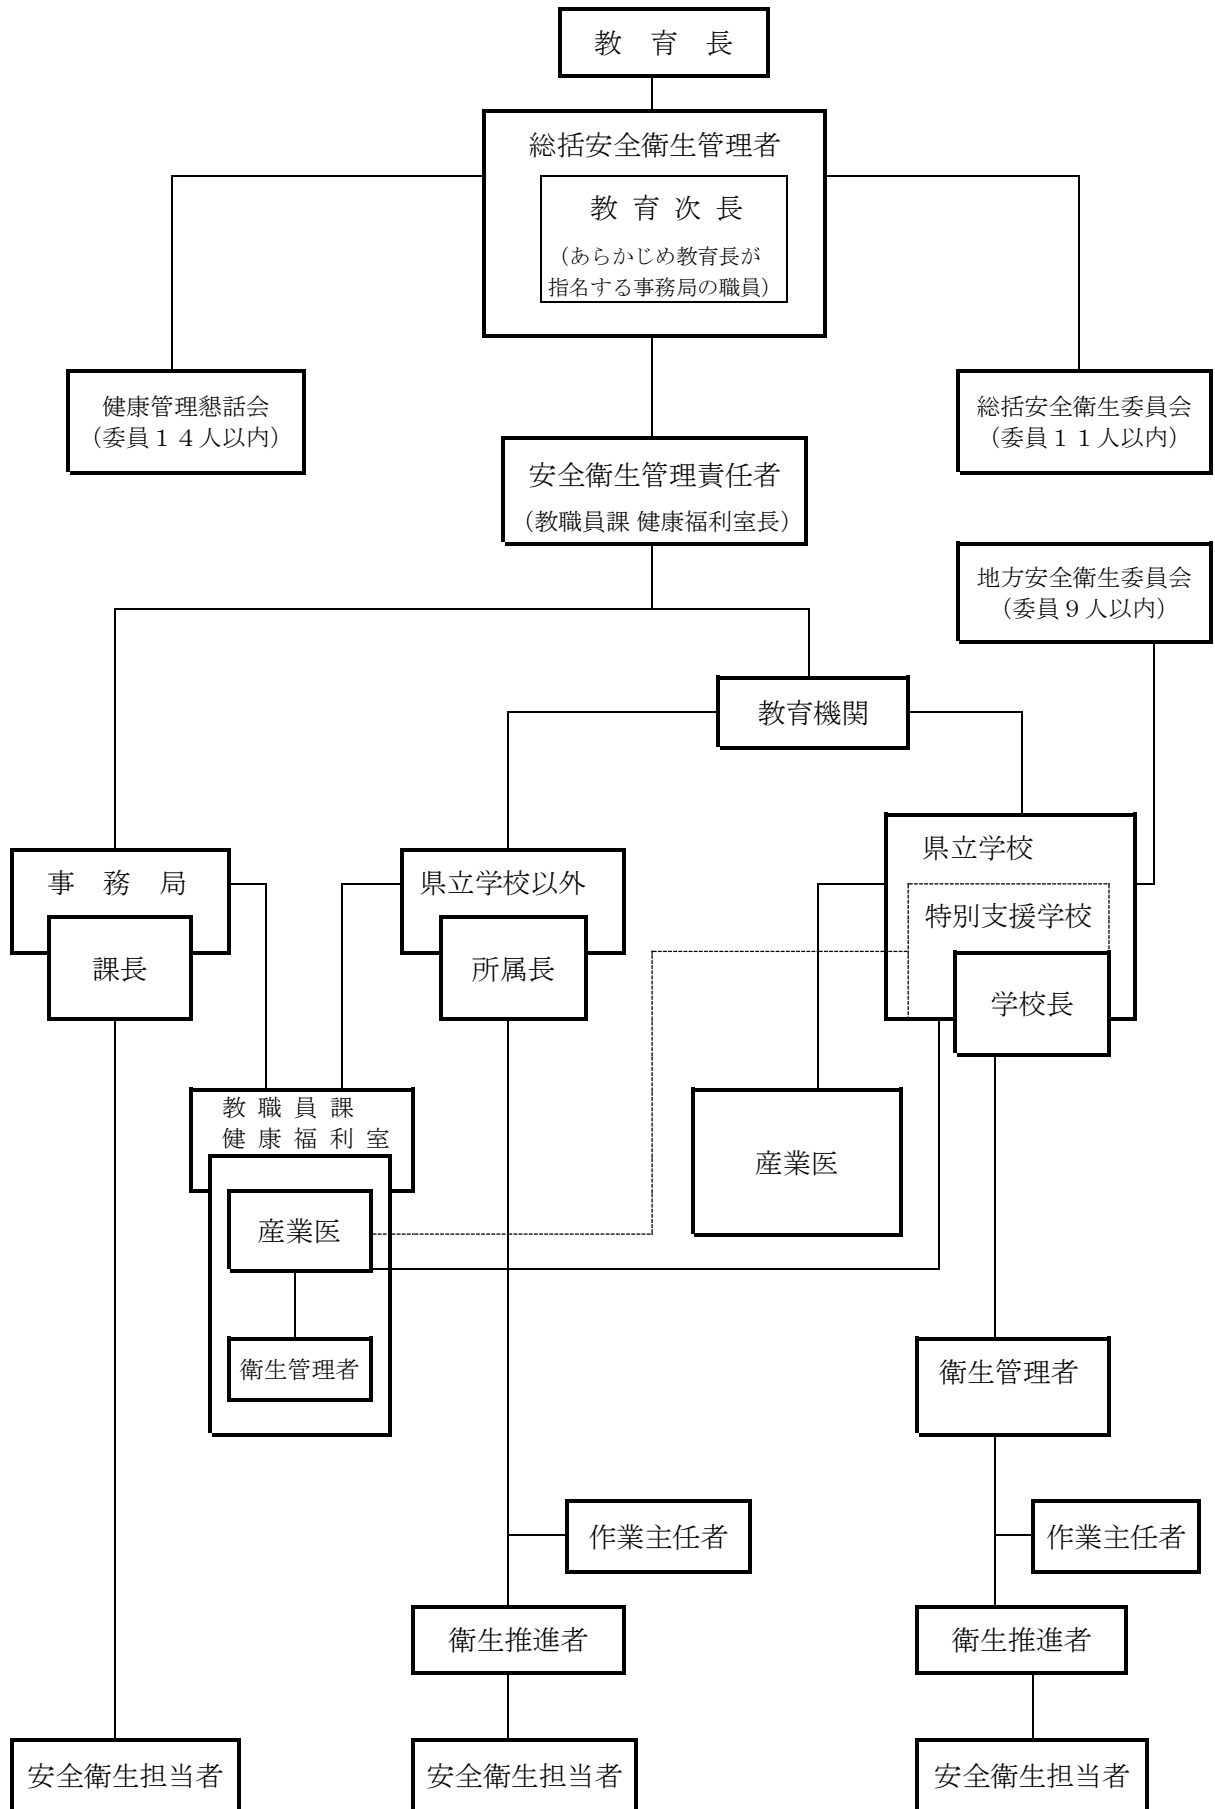 教　育　長
総括安全衛生管理者
教 育 次 長
（あらかじめ教育長が
指名する事務局の職員）
健康管理懇話会
（委員１４人以内）
総括安全衛生委員会
（委員１１人以内）
安全衛生管理責任者
（教職員課 健康福利室長）
地方安全衛生委員会
（委員９人以内）
教育機関
県立学校
事　務　局
県立学校以外
特別支援学校
課長
所属長
学校長
教 職 員 課
健 康 福 利 室
産業医
産業医
衛生管理者
衛生管理者
作業主任者
作業主任者
衛生推進者
衛生推進者
安全衛生担当者
安全衛生担当者
安全衛生担当者